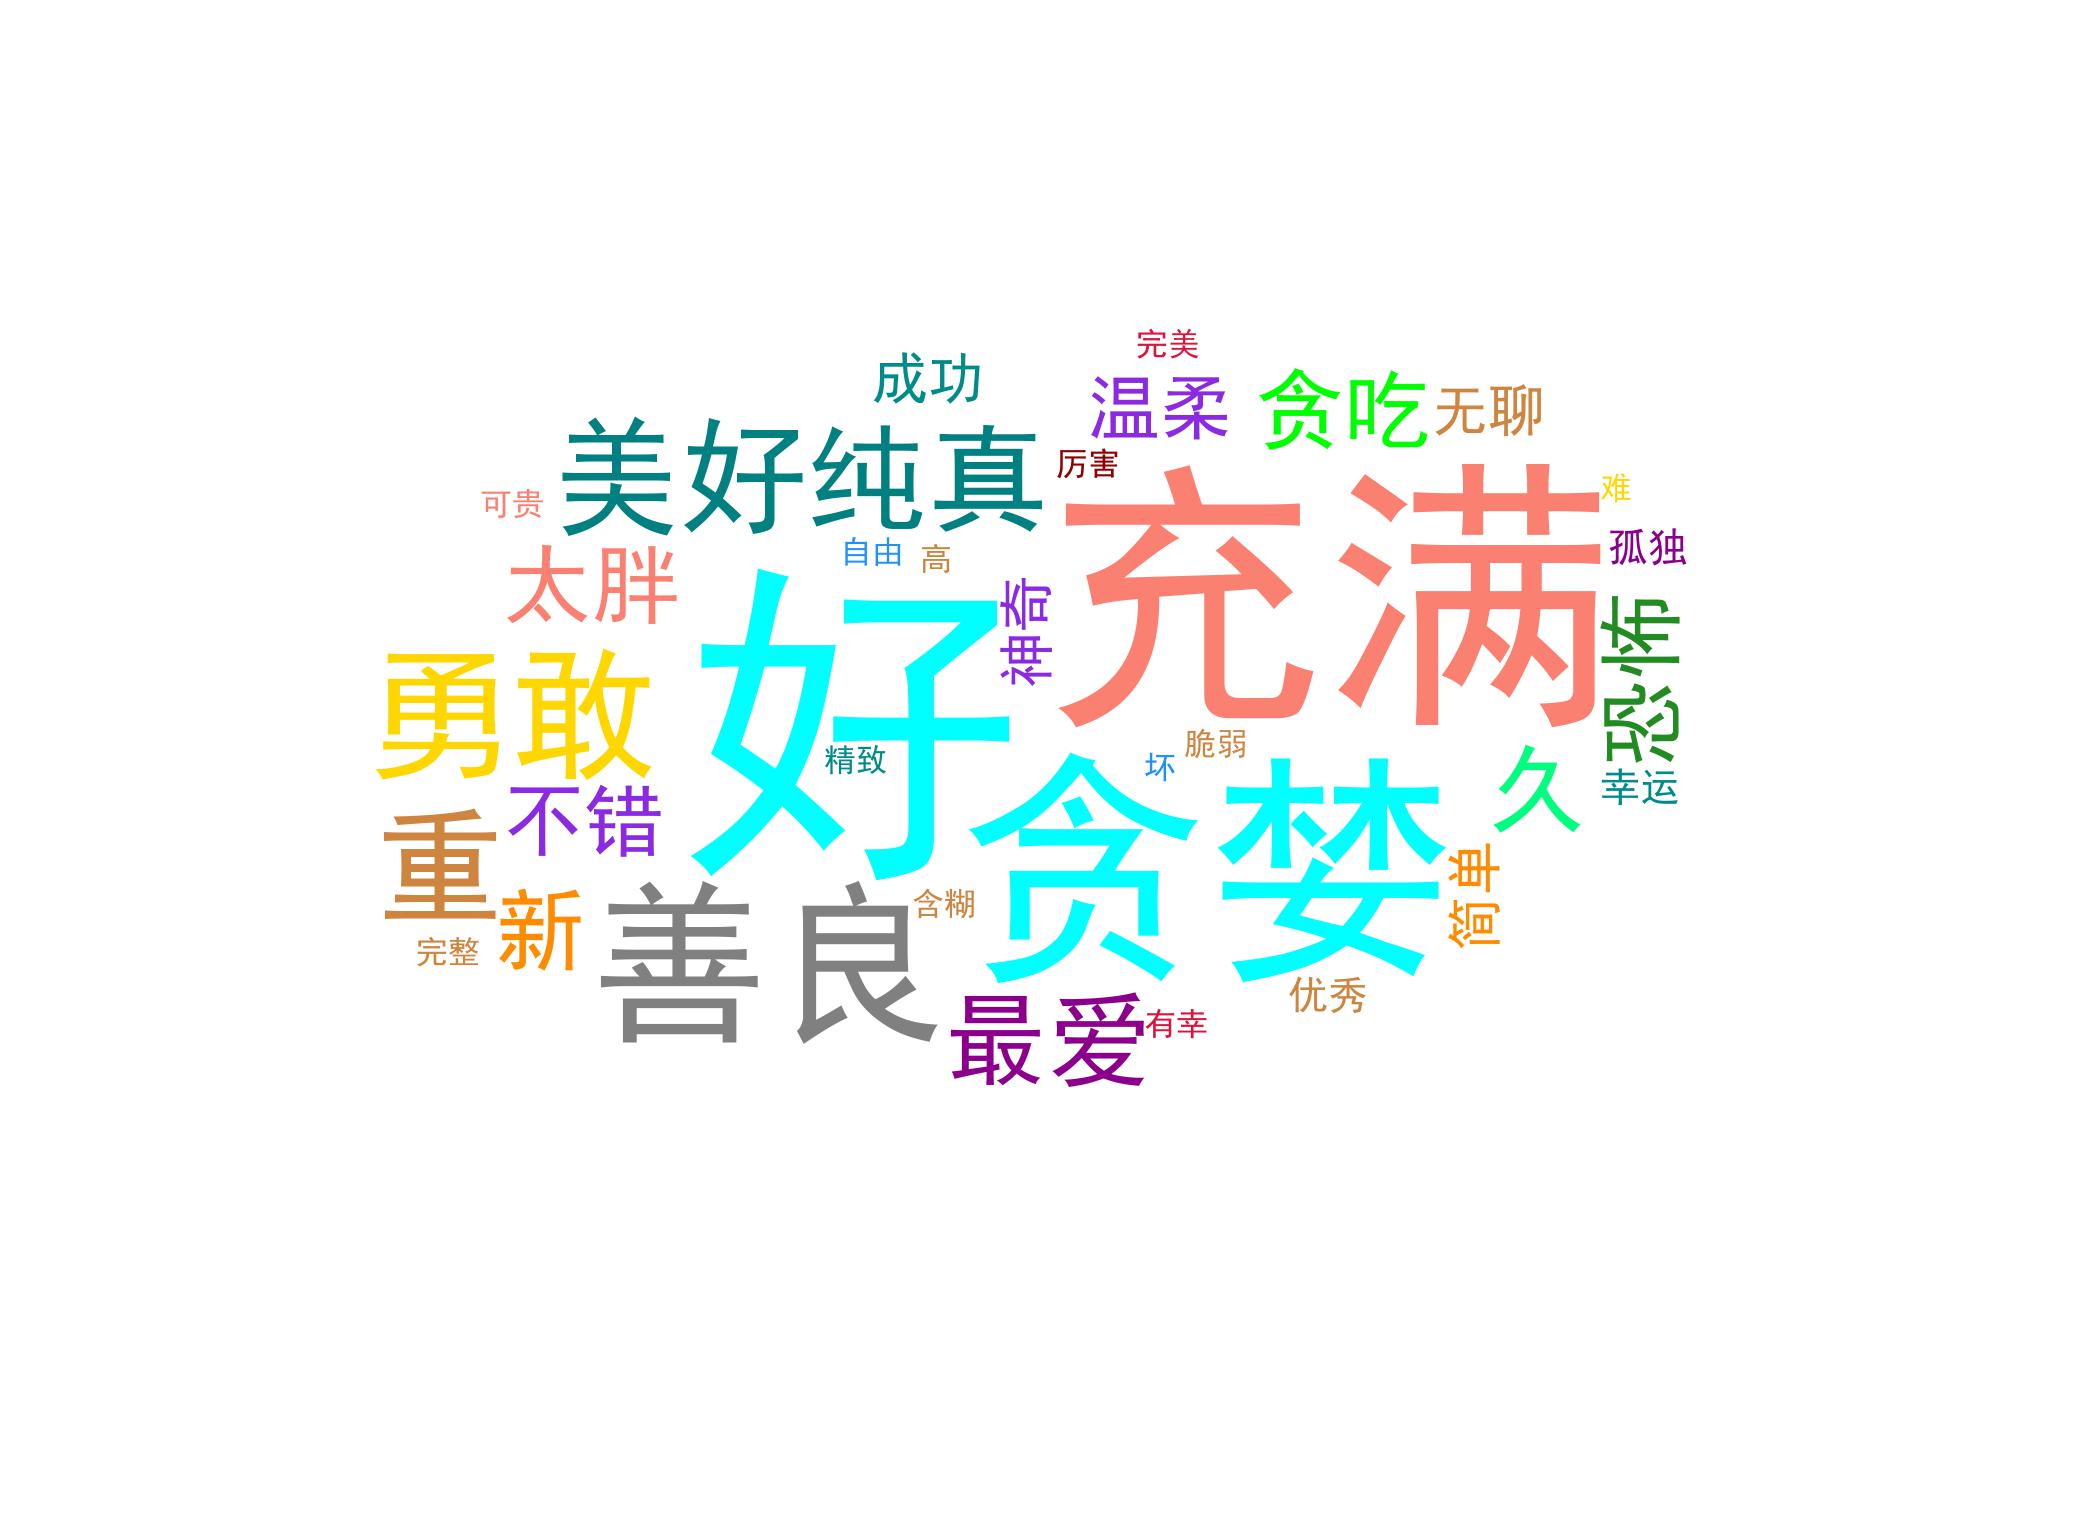 完美
成功
温柔
贪吃
无聊
美好
纯真
厉害
可贵
充满
难
自由
高
孤独
太胖
神奇
恐怖
勇敢
好
精致
坏
脆弱
不错
贪婪
久
幸运
重
新
善良
含糊
简单
完整
优秀
最爱
有幸